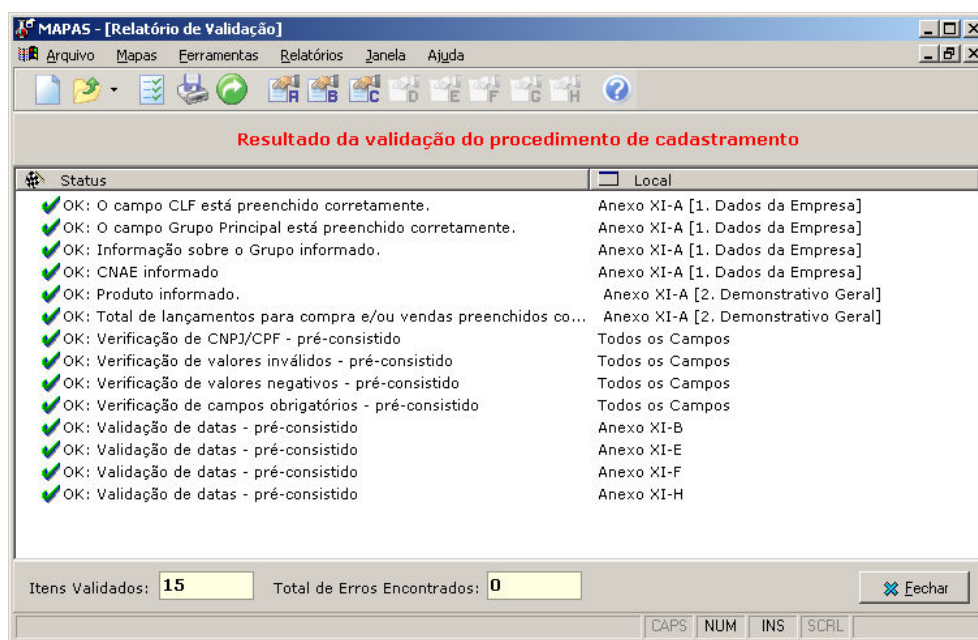 MAPAS - [Relatório de Validação]
Arquivo Mapas Ferramentas Relatórios Janela Ajuda
A B C D E F G H
Resultado da validação do procedimento de cadastramento
Status Local
OK: O campo CLF está preenchido corretamente. Anexo XI-A [1. Dados da Empresa]
OK: O campo Grupo Principal está preenchido corretamente. Anexo XI-A [1. Dados da Empresa]
OK: Informação sobre o Grupo informado. Anexo XI-A [1. Dados da Empresa]
OK: CNAE informado Anexo XI-A [1. Dados da Empresa]
OK: Produto informado. Anexo XI-A [2. Demonstrativo Geral]
OK: Total de lançamentos para compra e/ou vendas preenchidos co... Anexo XI-A [2. Demonstrativo Geral]
OK: Verificação de CNPJ/CPF - pré-consistido Todos os Campos
OK: Verificação de valores inválidos - pré-consistido Todos os Campos
OK: Verificação de valores negativos - pré-consistido Todos os Campos
OK: Verificação de campos obrigatórios - pré-consistido Todos os Campos
OK: Validação de datas - pré-consistido Anexo XI-B
OK: Validação de datas - pré-consistido Anexo XI-E
OK: Validação de datas - pré-consistido Anexo XI-F
OK: Validação de datas - pré-consistido Anexo XI-H
Itens Validados: 15 Total de Erros Encontrados: 0 Fechar
CAPS NUM INS SCRL